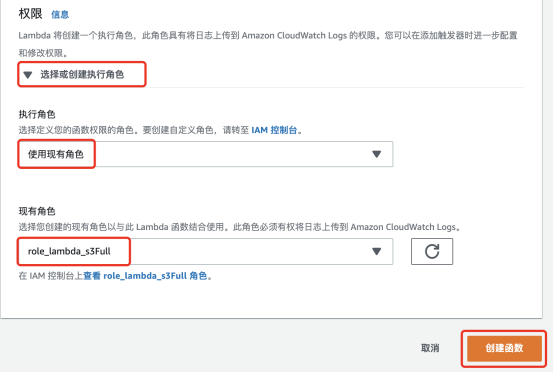 权限 信息
Lambda 将创建一个执行角色，此角色具有将日志上传到 Amazon CloudWatch Logs 的权限。您可以在添加触发器时进一步配置
和修改权限。
▼ 选择或创建执行角色
执行角色
选择定义您的函数权限的角色。要创建自定义角色，请转至 IAM 控制台。
使用现有角色
现有角色
选择您创建的现有角色以与此 Lambda 函数结合使用。此角色必须有权将日志上传到 Amazon CloudWatch Logs。
role_lambda_s3Full
在 IAM 控制台上查看 role_lambda_s3Full 角色。
取消 创建函数